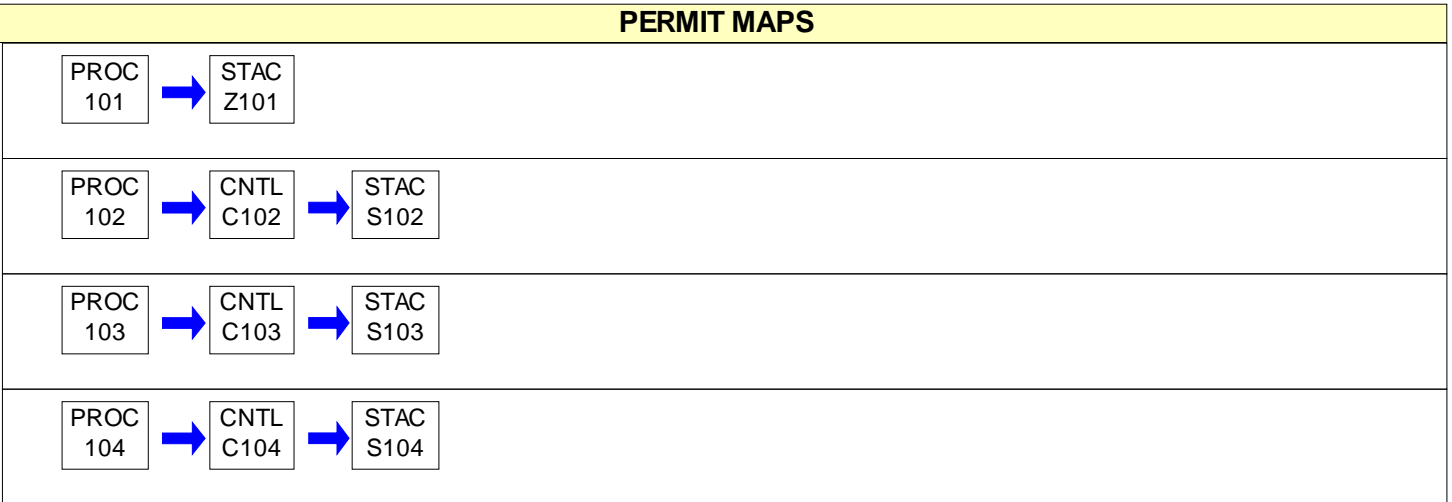 PERMIT MAPS
PROC
101
STAC
Z101
PROC
102
CNTL
C102
STAC
S102
PROC
103
CNTL
C103
STAC
S103
PROC
104
CNTL
C104
STAC
S104